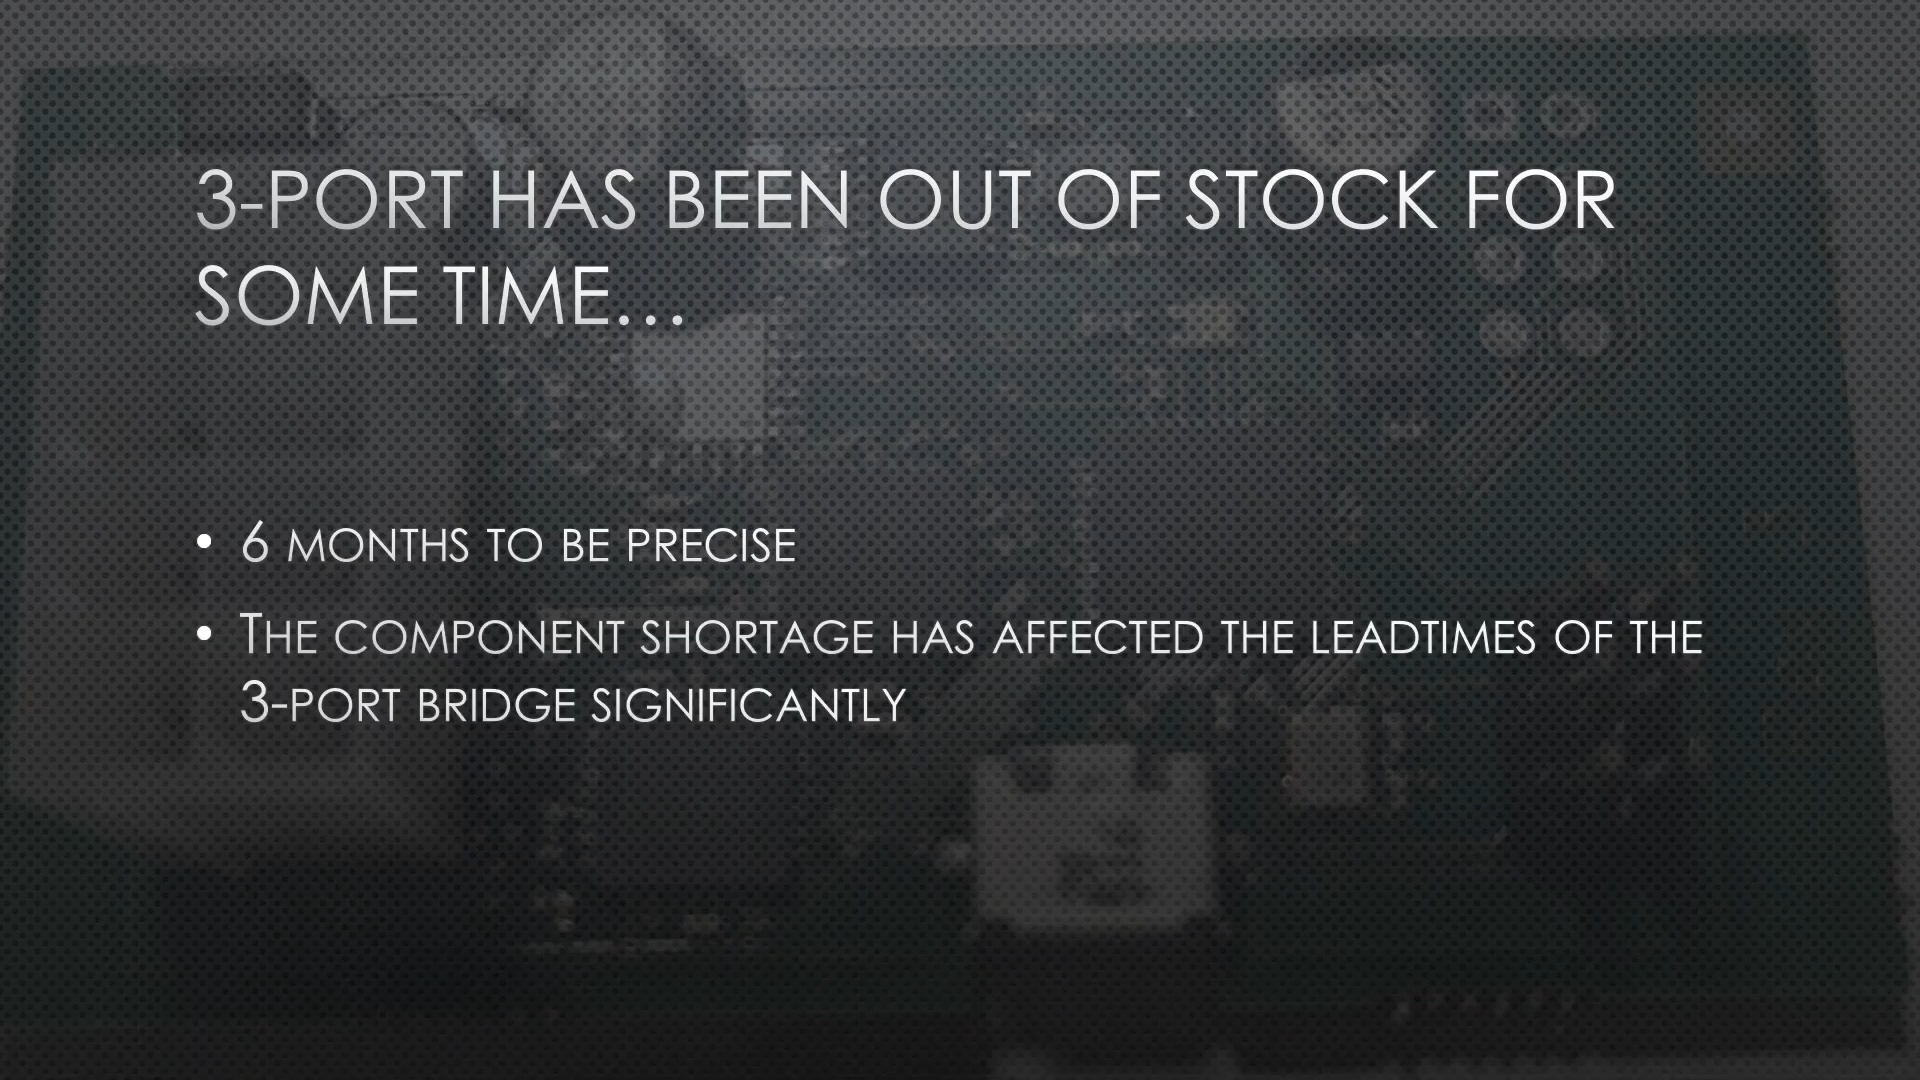 3-PORT HAS BEEN OUT OF STOCK FOR
SOME TIME...
• 6 MONTHS TO BE PRECISE
• THE COMPONENT SHORTAGE HAS AFFECTED THE LEADTIMES OF THE
3-PORT BRIDGE SIGNIFICANTLY